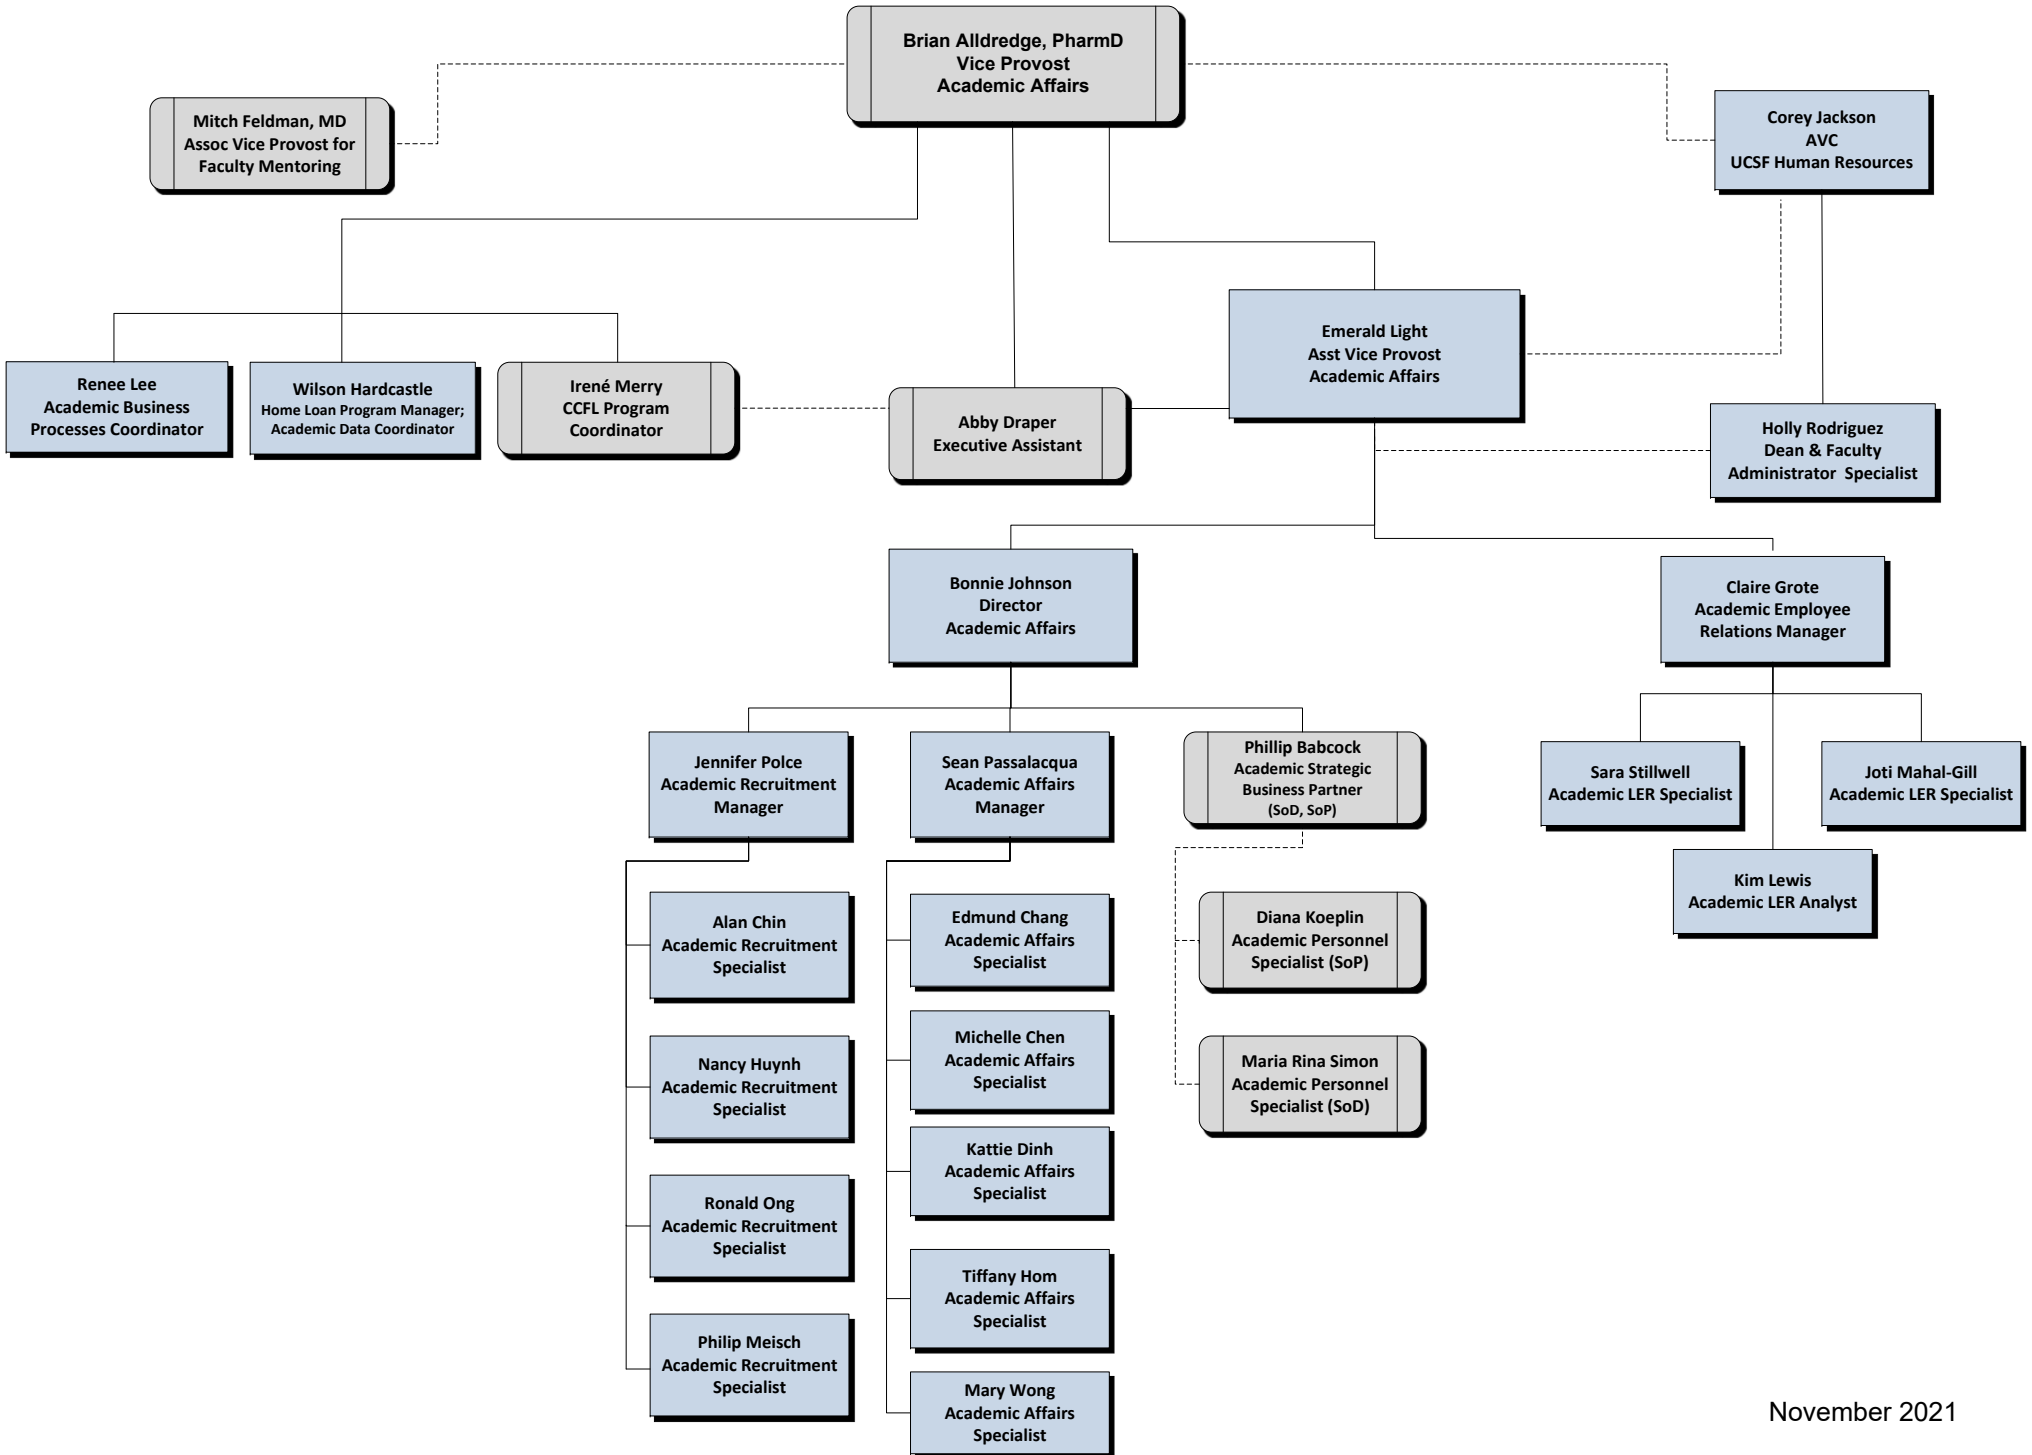 Brian Alldredge, PharmD
Vice Provost
Academic Affairs
Mitch Feldman, MD
Assoc Vice Provost for
Faculty Mentoring
Corey Jackson
AVC
UCSF Human Resources
Emerald Light
Asst Vice Provost
Academic Affairs
Renee Lee
Academic Business
Processes Coordinator
Wilson Hardcastle
Home Loan Program Manager;
Academic Data Coordinator
Irené Merry
CCFL Program
Coordinator
Abby Draper
Executive Assistant
Holly Rodriguez
Dean & Faculty
Administrator Specialist
Bonnie Johnson
Director
Academic Affairs
Claire Grote
Academic Employee
Relations Manager
Jennifer Polce
Academic Recruitment
Manager
Sean Passalacqua
Academic Affairs
Manager
Phillip Babcock
Academic Strategic
Business Partner
(SoD, SoP)
Sara Stillwell
Academic LER Specialist
Joti Mahal-Gill
Academic LER Specialist
Kim Lewis
Academic LER Analyst
Alan Chin
Academic Recruitment
Specialist
Edmund Chang
Academic Affairs
Specialist
Diana Koeplin
Academic Personnel
Specialist (SoP)
Nancy Huynh
Academic Recruitment
Specialist
Michelle Chen
Academic Affairs
Specialist
Maria Rina Simon
Academic Personnel
Specialist (SoD)
Kattie Dinh
Academic Affairs
Specialist
Ronald Ong
Academic Recruitment
Specialist
Tiffany Hom
Academic Affairs
Specialist
Philip Meisch
Academic Recruitment
Specialist
Mary Wong
Academic Affairs
Specialist
November 2021